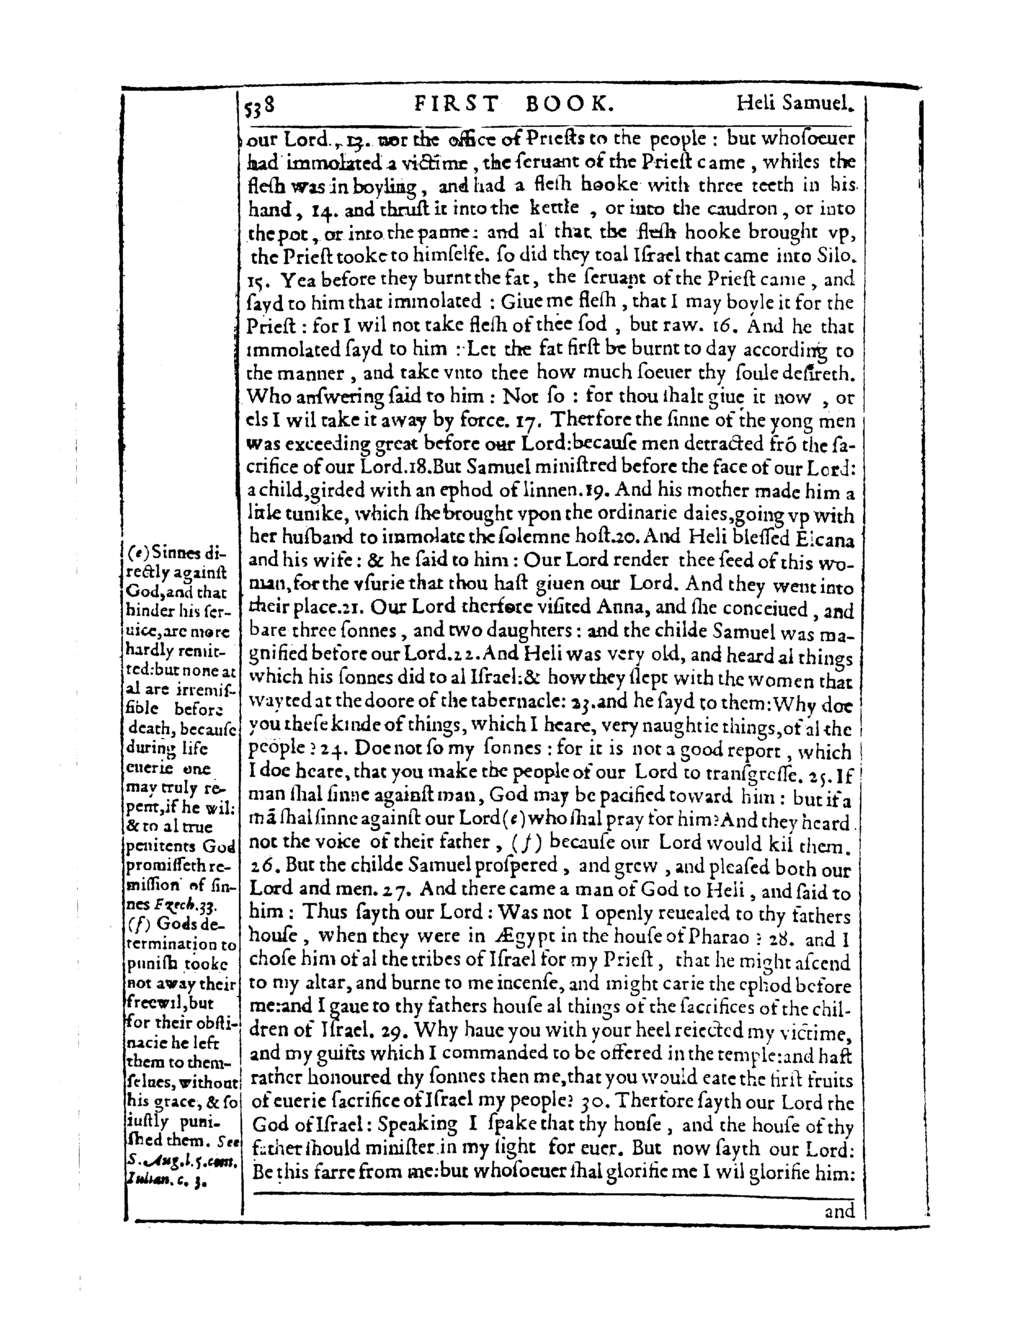 538 FIRST BOOK. Heli Samuel.
our Lord., 13. nor the office of Prieſts to the people : but whoſoeuer
had immolated a victime , the ſeruant of the Prieſt came , whiles the
fleſh was in boyling , and had a fleſh hooke with three teeth in his
hand , 14. and thruſt it into the kettle , or into the caudron , or into
the pot , or into the panne : and al that the fleſh hooke brought vp,
the Prieſt tooke to himſelfe. ſo did they to al Iſrael that came into Silo.
15. Yea before they burnt the fat , the ſeruant of the Prieſt came , and
ſayd to him that immolated : Giue me fleſh , that I may boyle it for the
Prieſt : for I wil not take fleſh of thee ſod , but raw. 16. And he that
immolated ſayd to him : Let the fat firſt be burnt to day according to
the manner , and take vnto thee how much ſoeuer thy ſoule deſireth.
Who anſwering ſaid to him : Not ſo : for thou ſhalt giue it now , or
els I wil take it away by force. 17. Therfore the ſinne of the yong men
was exceeding great before our Lord:becauſe men detracted frõ the ſa-
crifice of our Lord.18.But Samuel miniſtred before the face of our Lord:
a child,girded with an ephod of linnen.19. And his mother made him a
litle tunike, which ſhe brought vpon the ordinarie daies,going vp with
her huſband to immolate the ſolemne hoſt.20. And Heli bleſſed Elcana
and his wife : & he ſaid to him : Our Lord render thee ſeed of this wo-
man,for the vſurie that thou haſt giuen our Lord. And they went into
their place.21. Our Lord therfore viſited Anna, and ſhe conceiued , and
bare three ſonnes , and two daughters : and the childe Samuel was ma-
gnified before our Lord.22.And Heli was very old, and heard al things
which his ſonnes did to al Iſrael:& how they ſlept with the women that
wayted at the doore of the tabernacle: 23.and he ſayd to them:Why doe
you theſe kinde of things, which I heare, very naughtie things,of al the
people ? 24. Doe not ſo my ſonnes : for it is not a good report , which
I doe heare, that you make the people of our Lord to tranſgreſſe. 25. If
man ſhal ſinne againſt man, God may be pacified toward him : but if a
mã ſhal ſinne againſt our Lord(e)who ſhal pray for him?And they heard
not the voice of their father , (f) becauſe our Lord would kil them.
26. But the childe Samuel proſpered , and grew , and pleaſed both our
Lord and men. 27. And there came a man of God to Heli , and ſaid to
him : Thus ſayth our Lord : Was not I openly reuealed to thy fathers
houſe , when they were in Ægypt in the houſe of Pharao ? 28. and I
choſe him of al the tribes of Iſrael for my Prieſt , that he might aſcend
to my altar, and burne to me incenſe, and might carie the ephod before
me:and I gaue to thy fathers houſe al things of the ſacrifices of the chil-
dren of Iſrael. 29. Why haue you with your heel reiected my victime,
and my guifts which I commanded to be offered in the temple:and haſt
rather honoured thy ſonnes then me,that you would eate the firſt fruits
of euerie ſacrifice of Iſrael my people? 30. Therfore ſayth our Lord the
God of Iſrael : Speaking I ſpake that thy houſe , and the houſe of thy
father ſhould miniſter in my ſight for euer. But now ſayth our Lord:
Be this farre from me:but whoſoeuer ſhal glorifie me I wil glorifie him:
and
(e) Sinnes di-
rectly againſt
God,and that
hinder his ſer-
uice,are more
hardly remit-
ted:but none at
al are irremiſ-
ſible before
death, becauſe
during life
euerie one
may truly re-
pent,if he wil:
& to al true
penitents God
promiſſeth re-
miſſion of ſin-
nes Ezech.33.
(f) Gods de-
termination to
puniſh tooke
not away their
freewil,but
for their obſti-
nacie he left
them to them-
ſelues, without
his grace, & ſo
iuſtly puni-
ſhed them. See
S. Aug.l.5.cont.
Iulian. c. 3.